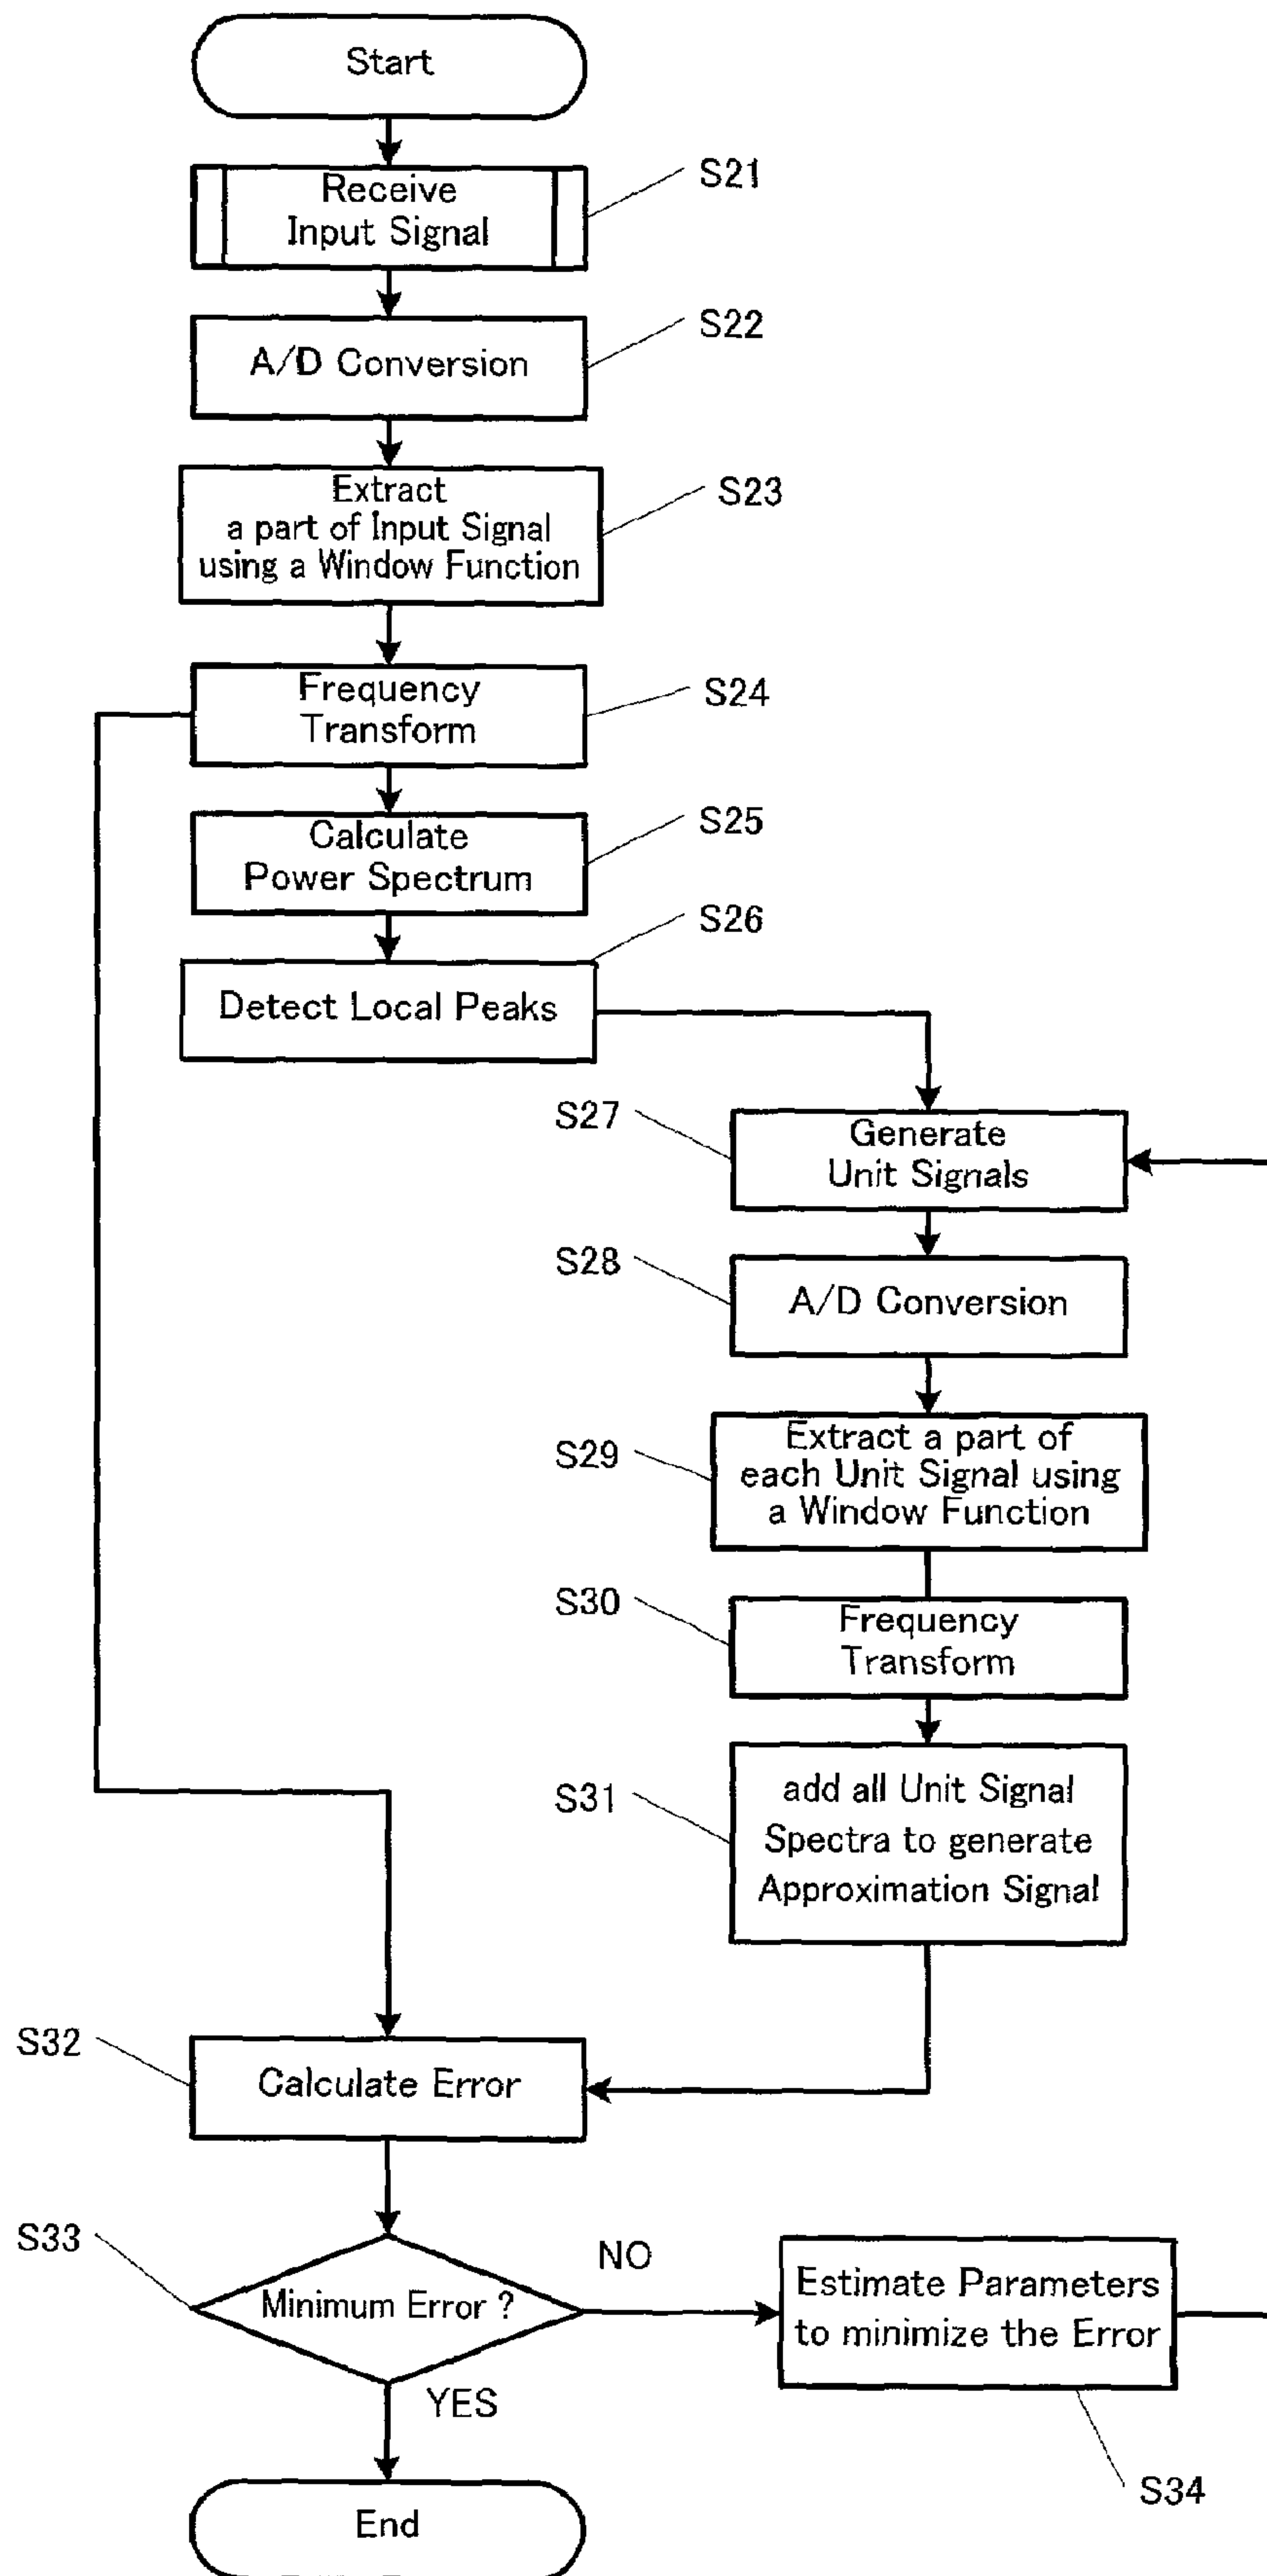 Start
Receive
Input Signal
S21
A/D Conversion
S22
Extract
a part of Input Signal
using a Window Function
S23
Frequency
Transform
S24
Calculate
Power Spectrum
S25
Detect Local Peaks
S26
S27
Generate
Unit Signals
S28
A/D Conversion
S29
Extract a part of
each Unit Signal using
a Window Function
S30
Frequency
Transform
S31
add all Unit Signal
Spectra to generate
Approximation Signal
S32
Calculate Error
S33
Minimum Error ?
NO
Estimate Parameters
to minimize the Error
S34
YES
End